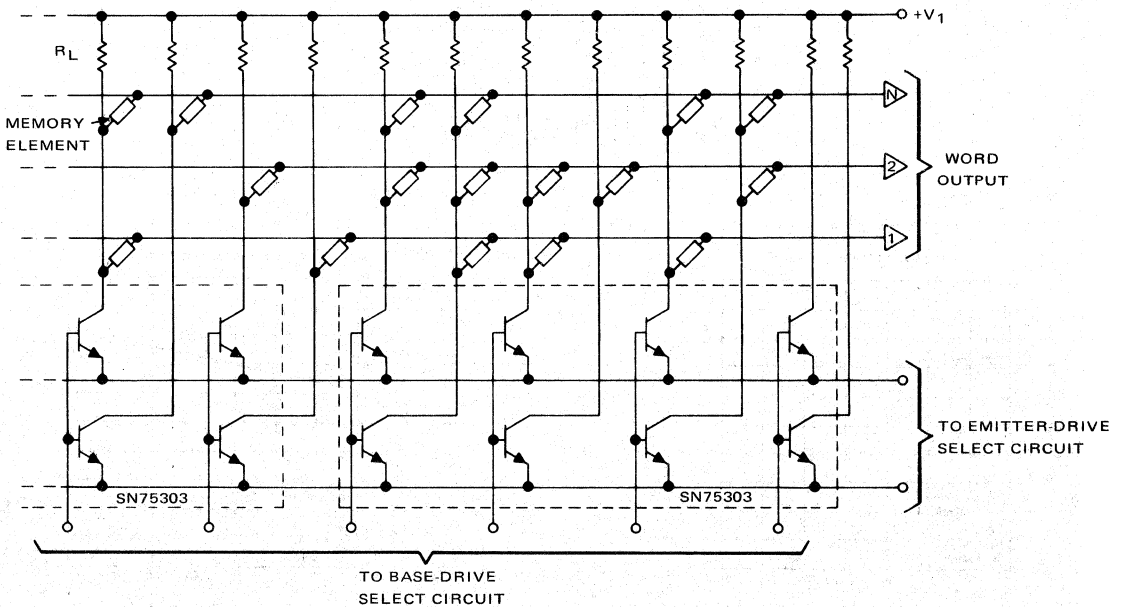 +V1
RL
N
MEMORY
ELEMENT
2
WORD
OUTPUT
1
TO EMITTER-DRIVE
SELECT CIRCUIT
SN75303
SN75303
TO BASE-DRIVE
SELECT CIRCUIT